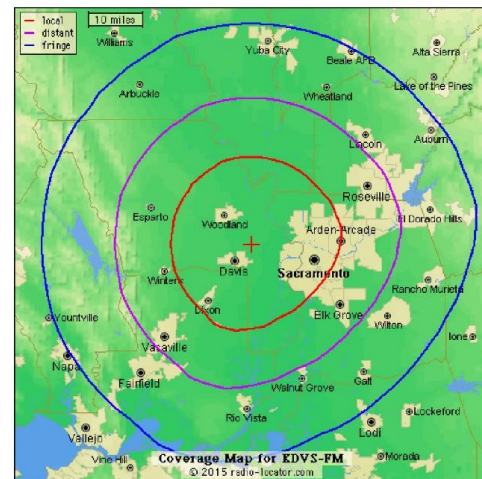 local
distant
fringe
10 miles
Williams
Yuba City
Beale AFB
Alta Sierra
Lake of the Pines
Arbuckle
Wheatland
Auburn
Lincoln
Roseville
Esparto
Woodland
El Dorado Hills
Arden-Arcade
Davis
Sacramento
Winters
Rancho Murieta
Dixon
Elk Grove
Wilton
Yountville
Ione
Vacaville
Napa
Fairfield
Walnut Grove
Galt
Rio Vista
Lockeford
Vallejo
Lodi
Vine Hill
Morada
Coverage Map for KDVS-FM
© 2015 radio-locator.com